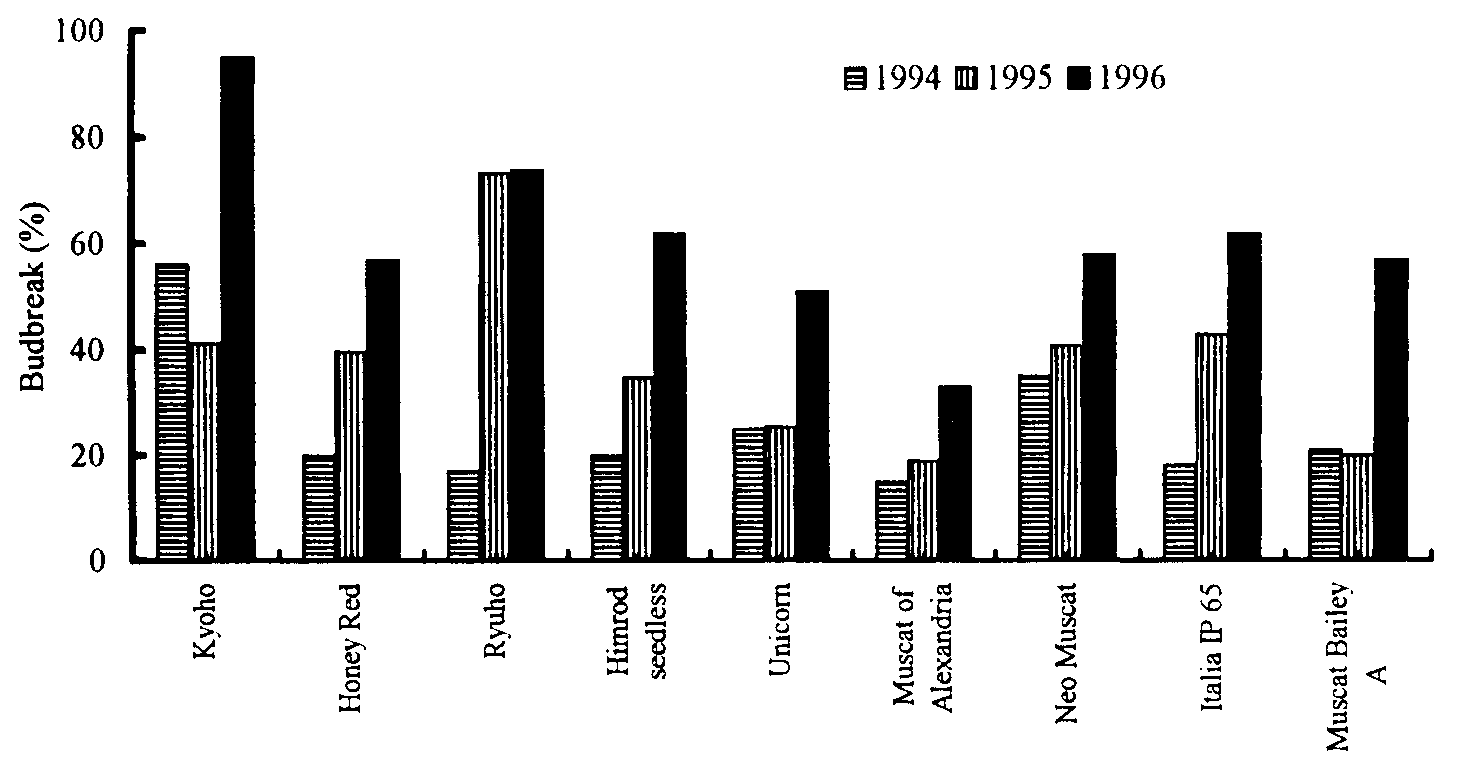 100
80
60
40
20
0
Budbreak (%)
1994 1995 1996
Kyoho
Honey Red
Ryuho
Himrod
seedless
Unicorn
Muscat of
Alexandria
Neo Muscat
Italia IP 65
Muscat Bailey
A